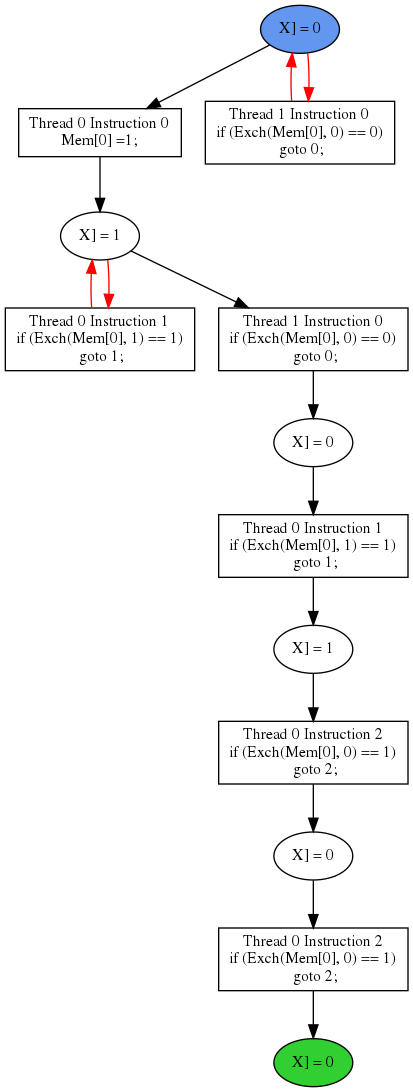 X] = 0
Thread 0 Instruction 0
Mem[0] =1;
Thread 1 Instruction 0
if (Exch(Mem[0], 0) == 0)
goto 0;
X] = 1
Thread 0 Instruction 1
if (Exch(Mem[0], 1) == 1)
goto 1;
Thread 1 Instruction 0
if (Exch(Mem[0], 0) == 0)
goto 0;
X] = 0
Thread 0 Instruction 1
if (Exch(Mem[0], 1) == 1)
goto 1;
X] = 1
Thread 0 Instruction 2
if (Exch(Mem[0], 0) == 1)
goto 2;
X] = 0
Thread 0 Instruction 2
if (Exch(Mem[0], 0) == 1)
goto 2;
X] = 0